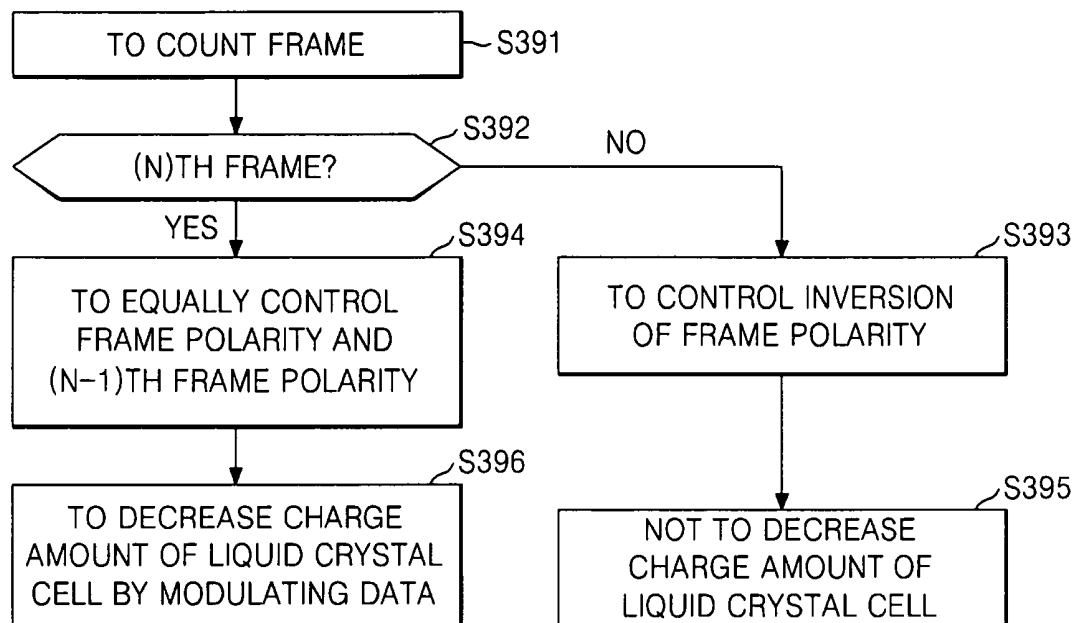 TO COUNT FRAME
S391
(N)TH FRAME?
S392
NO
YES
S394
TO EQUALLY CONTROL
FRAME POLARITY AND
(N-1)TH FRAME POLARITY
S393
TO CONTROL INVERSION
OF FRAME POLARITY
S396
TO DECREASE CHARGE
AMOUNT OF LIQUID CRYSTAL
CELL BY MODULATING DATA
S395
NOT TO DECREASE
CHARGE AMOUNT OF
LIQUID CRYSTAL CELL